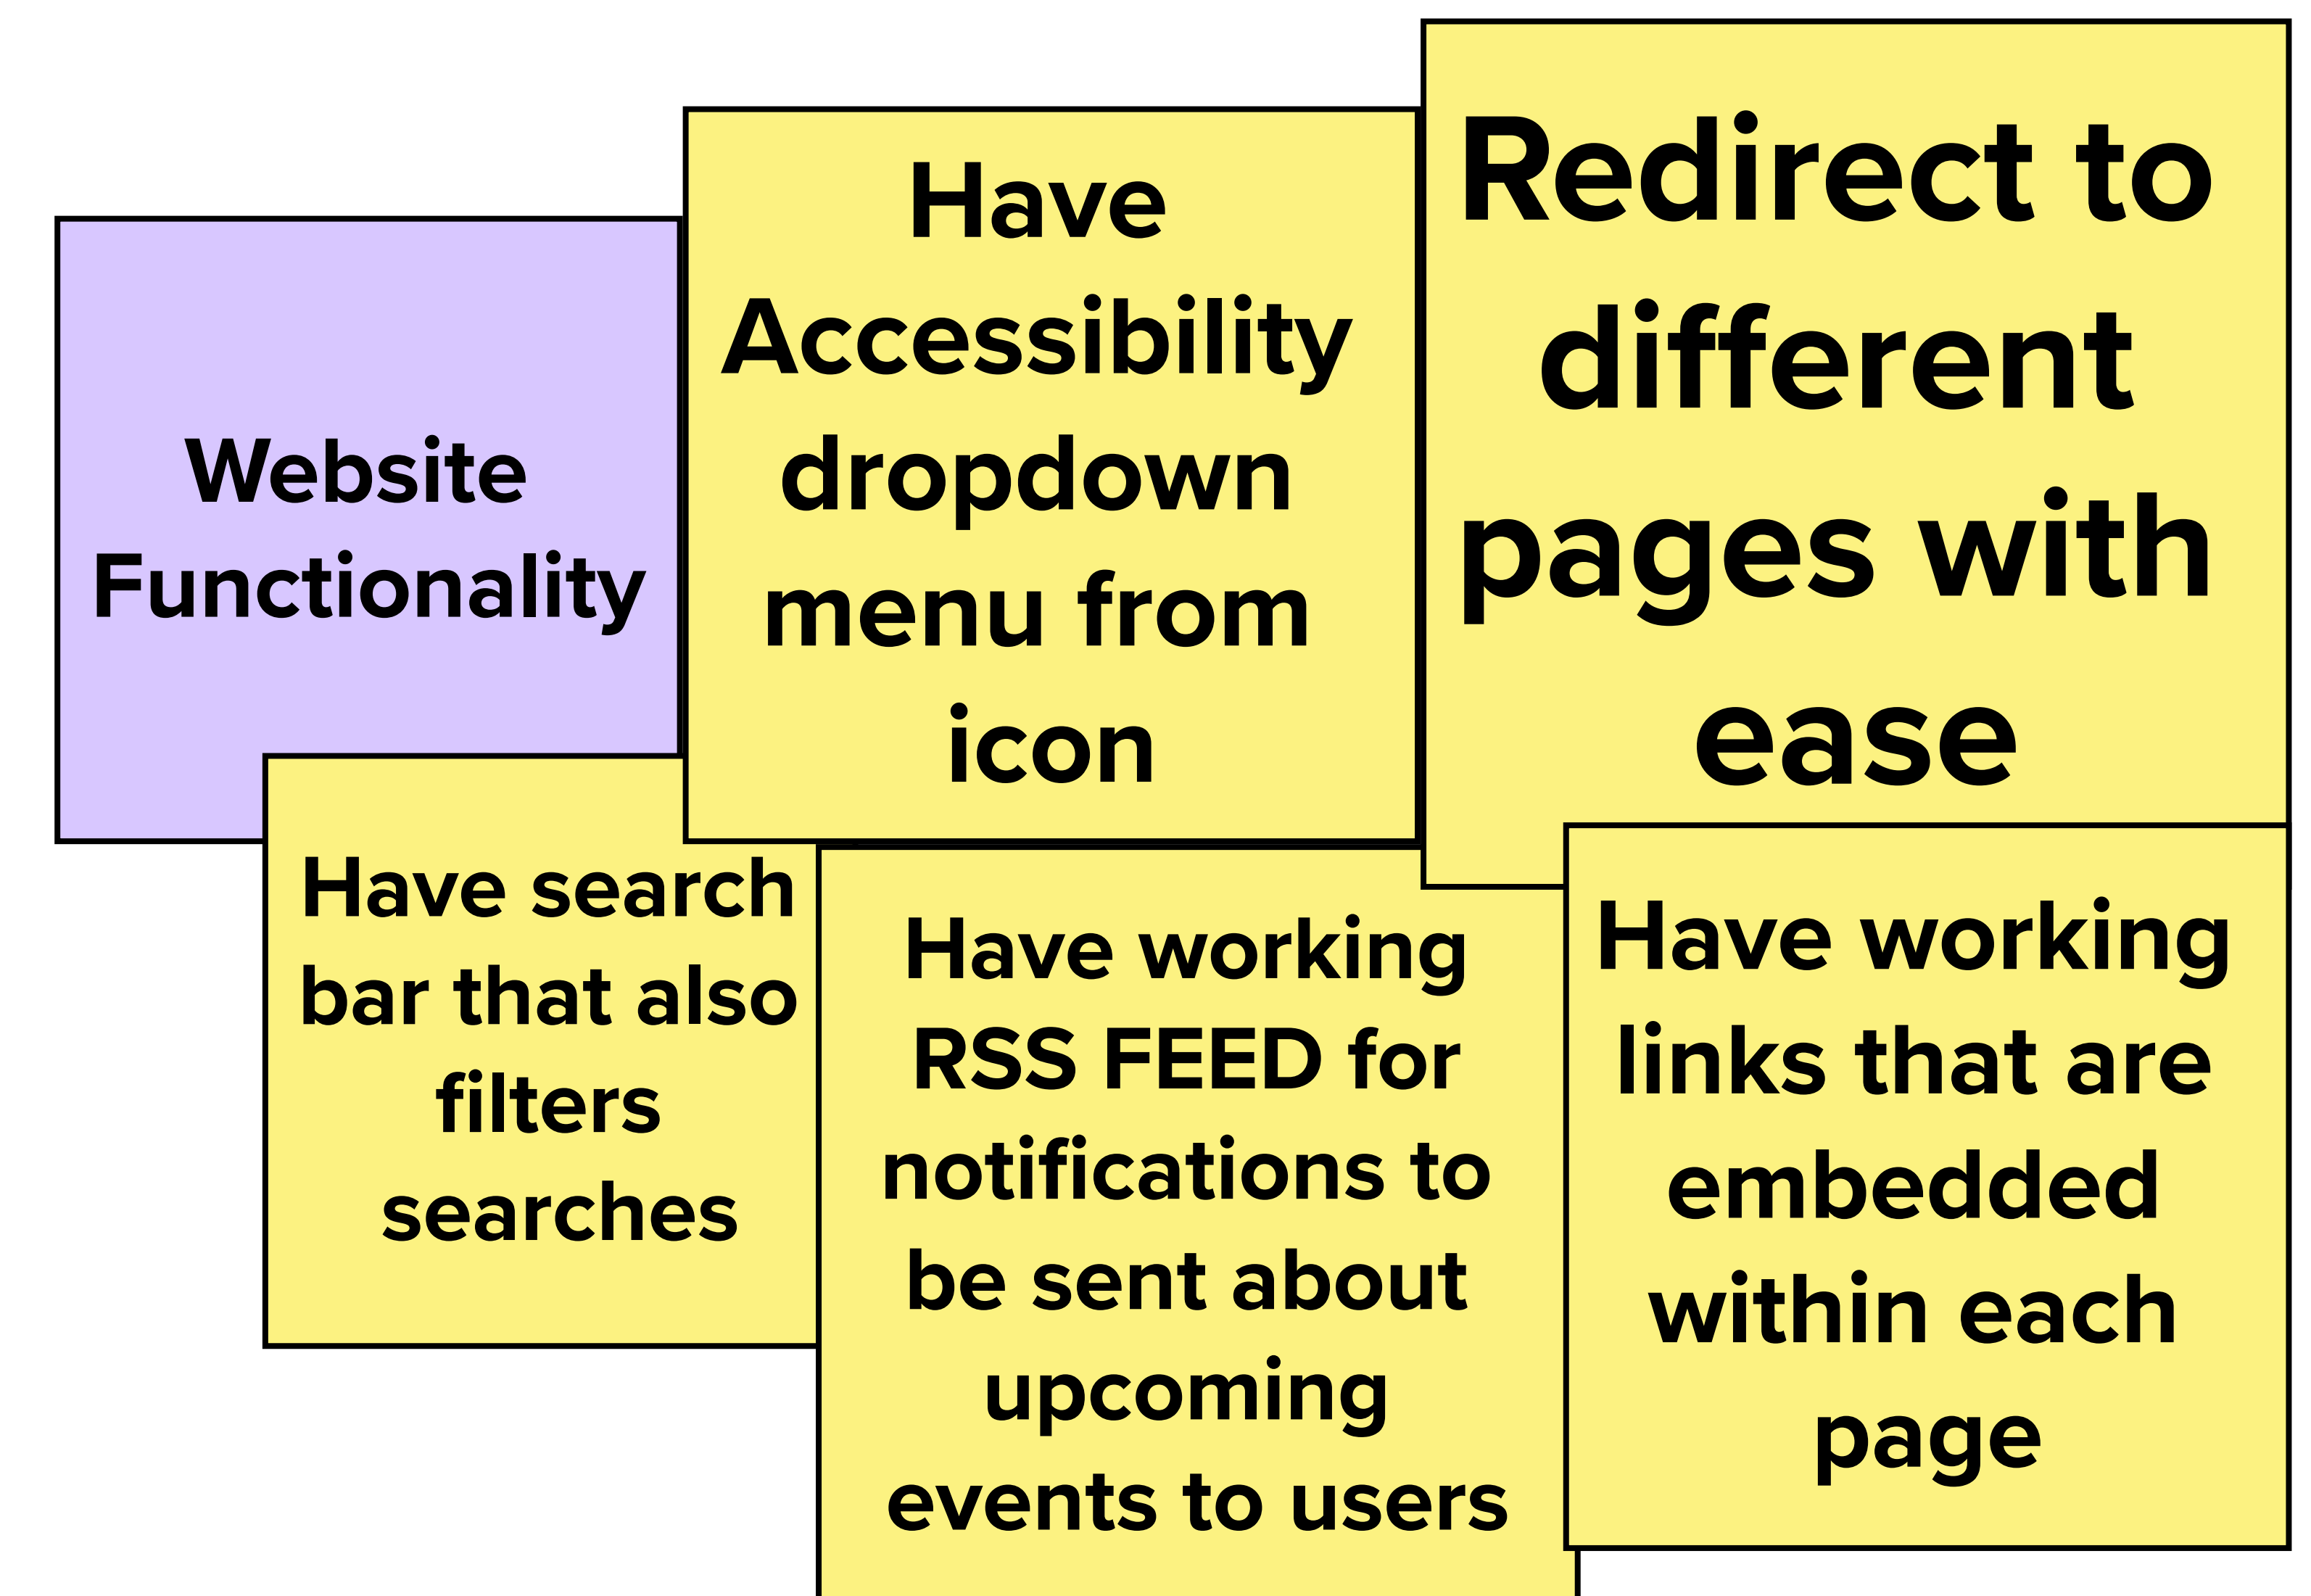 Website
Functionality
Have
Accessibility
dropdown
menu from
icon
Redirect to
different
pages with
ease
Have search
bar that also
filters
searches
Have working
RSS FEED for
notifications to
be sent about
upcoming
events to users
Have working
links that are
embedded
within each
page